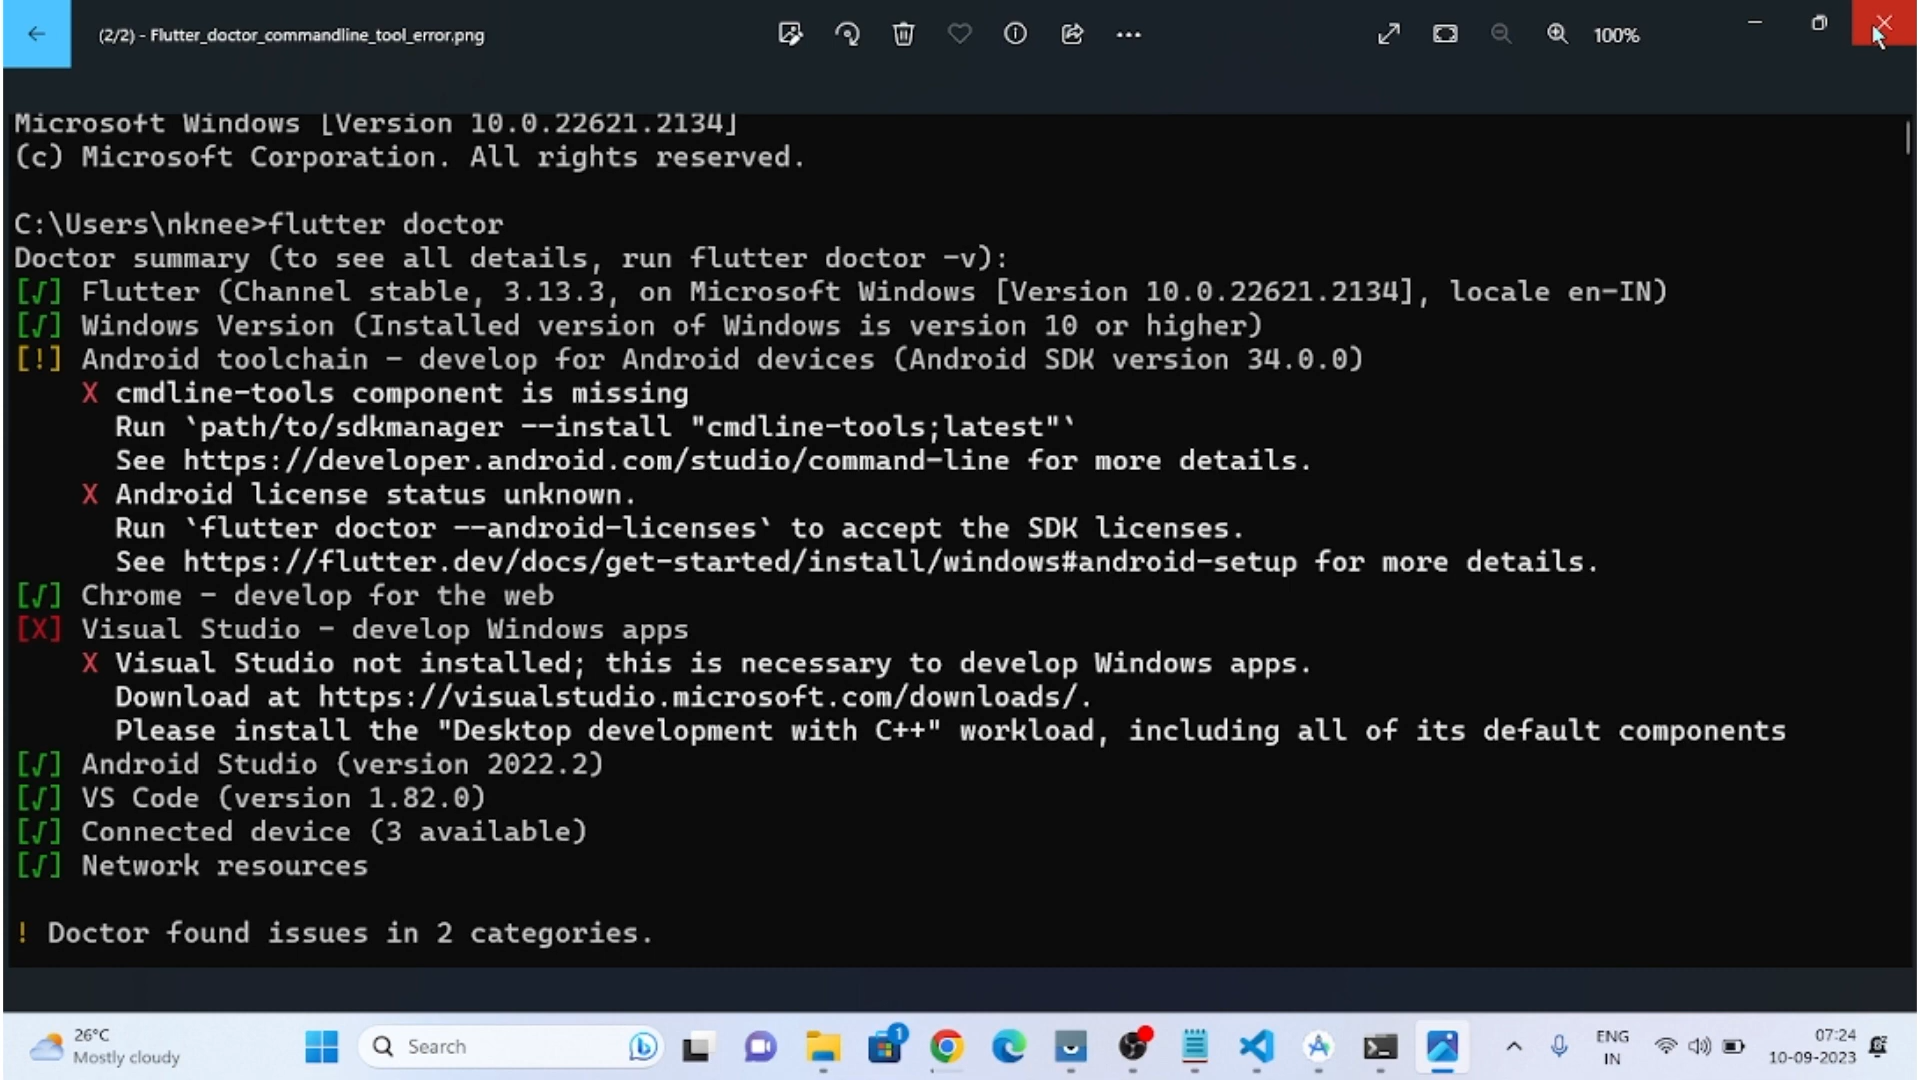 (2/2) - Flutter_doctor_commandline_tool_error.png
100%
Microsoft Windows [Version 10.0.22621.2134]
(c) Microsoft Corporation. All rights reserved.
C:\Users\nknee>flutter doctor
Doctor summary (to see all details, run flutter doctor -v):
[√] Flutter (Channel stable, 3.13.3, on Microsoft Windows [Version 10.0.22621.2134], locale en-IN)
[√] Windows Version (Installed version of Windows is version 10 or higher)
[!] Android toolchain - develop for Android devices (Android SDK version 34.0.0)
X cmdline-tools component is missing
Run `path/to/sdkmanager --install "cmdline-tools;latest"`
See https://developer.android.com/studio/command-line for more details.
X Android license status unknown.
Run `flutter doctor --android-licenses` to accept the SDK licenses.
See https://flutter.dev/docs/get-started/install/windows#android-setup for more details.
[√] Chrome - develop for the web
[X] Visual Studio - develop Windows apps
X Visual Studio not installed; this is necessary to develop Windows apps.
Download at https://visualstudio.microsoft.com/downloads/.
Please install the "Desktop development with C++" workload, including all of its default components
[√] Android Studio (version 2022.2)
[√] VS Code (version 1.82.0)
[√] Connected device (3 available)
[√] Network resources
! Doctor found issues in 2 categories.
26°C
Mostly cloudy
Search
1
ENG
IN
07:24
10-09-2023